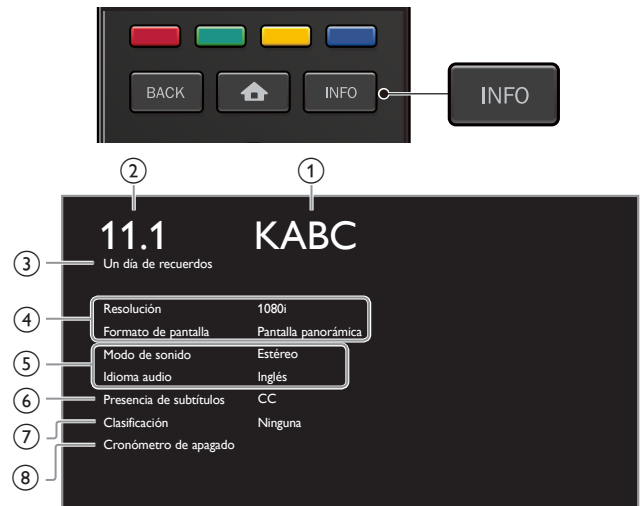 BACK INFO INFO
2 1
11.1 KABC
3 Un día de recuerdos
4 Resolución 1080i
Formato de pantalla Pantalla panorámica
5 Modo de sonido Estéreo
Idioma audio Inglés
6 Presencia de subtítulos CC
7 Clasificación Ninguna
8 Cronómetro de apagado